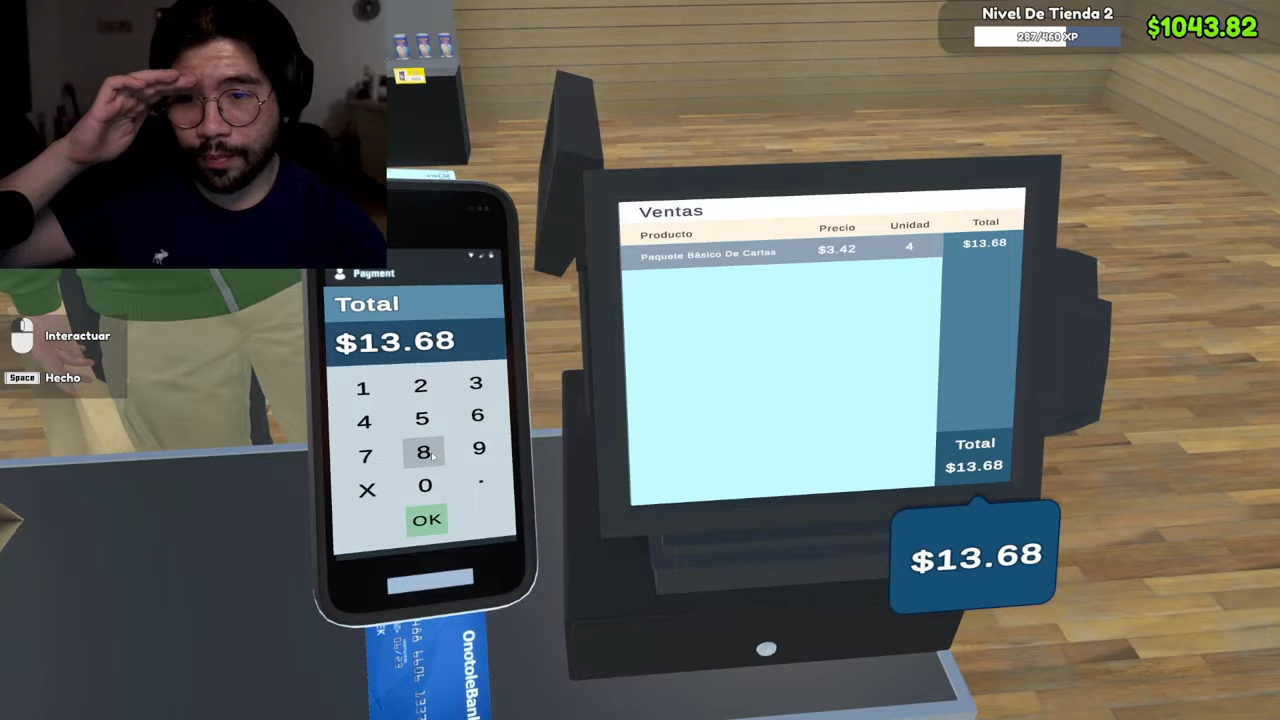 Nivel De Tienda 2
287/460 XP
$1043.82
Interactuar
Space Hecho
Payment
Total
$13.68
1 2 3
4 5 6
7 8 9
X 0 .
OK
Ventas
Producto Precio Unidad Total
Paquete Básico De Cartas $3.42 4 $13.68
Total
$13.68
$13.68
OnotoleBank